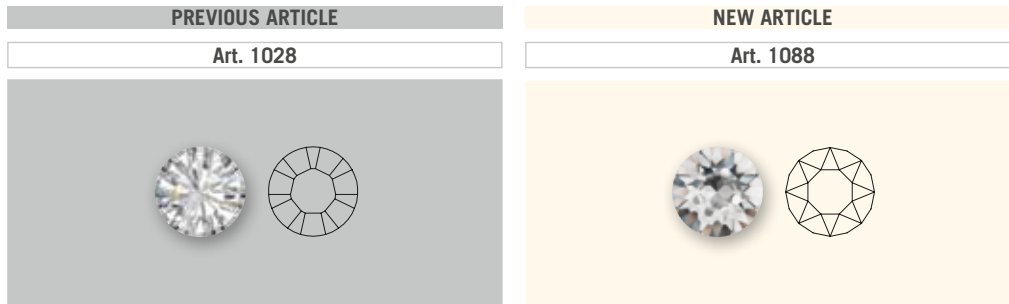 PREVIOUS ARTICLE
Art. 1028
NEW ARTICLE
Art. 1088